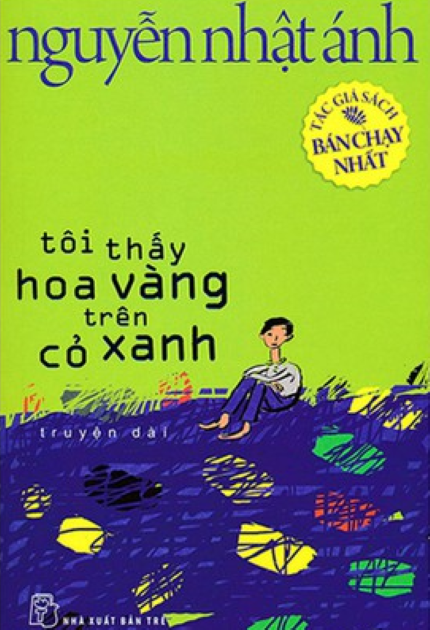 nguyễn nhật ánh
TÁC GIẢ SÁCH
BÁN CHẠY
NHẤT
tôi thấy
hoa vàng
trên
cỏ xanh
truyện dài
NHÀ XUẤT BẢN TRẺ